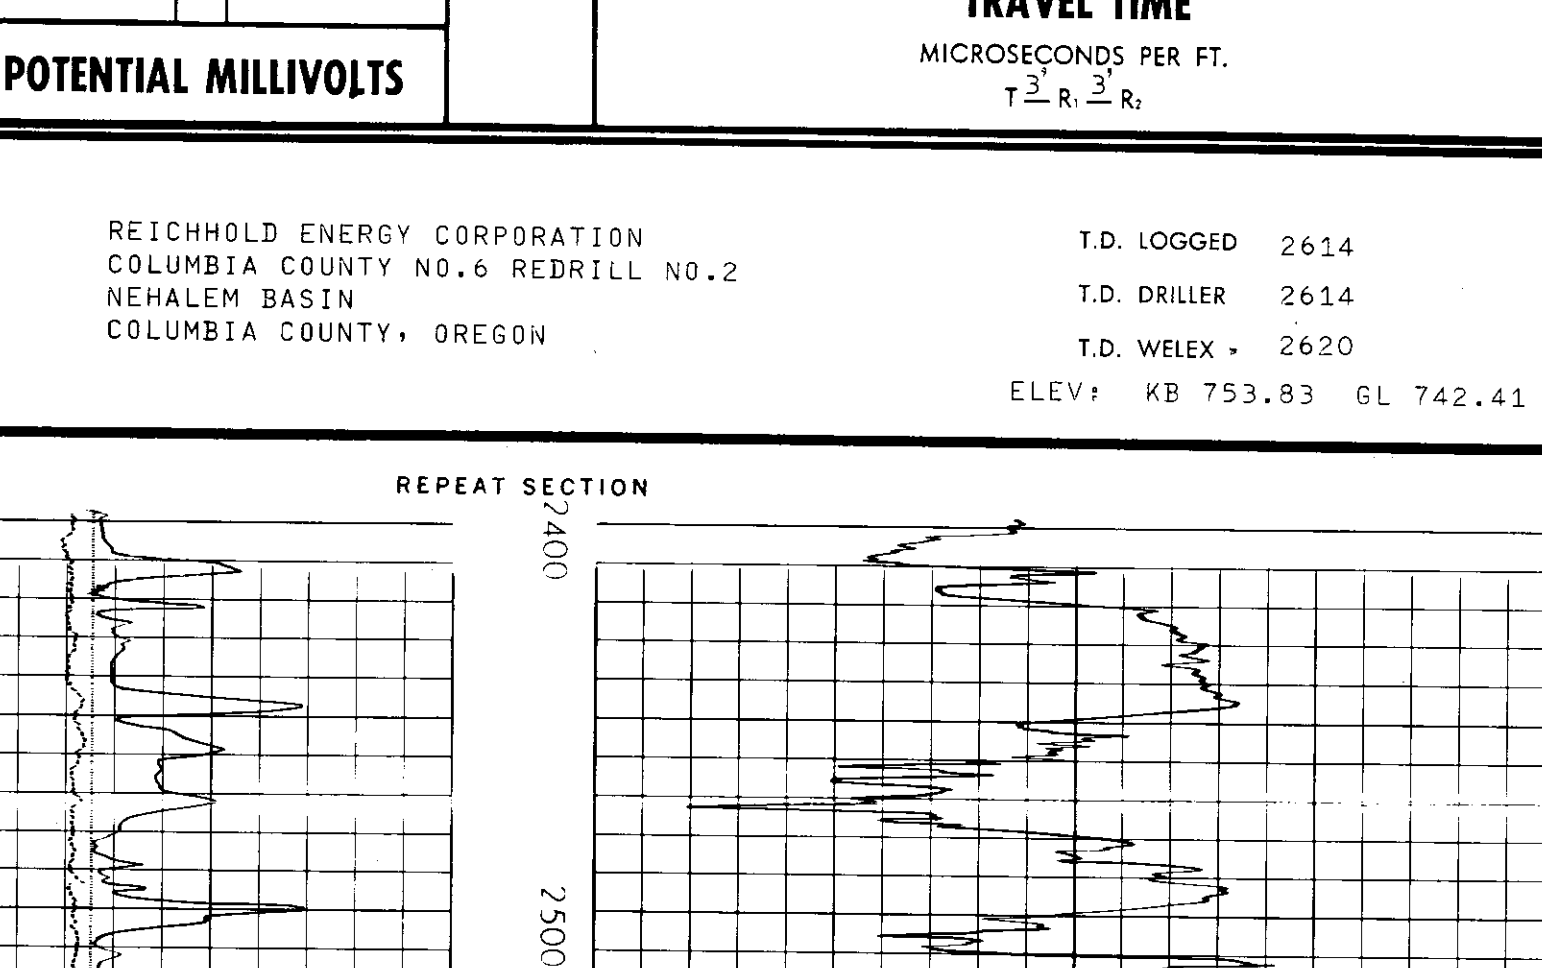 TRAVEL TIME
MICROSECONDS PER FT.
POTENTIAL MILLIVOLTS
T 3' R₁ 3' R₂
REICHHOLD ENERGY CORPORATION
COLUMBIA COUNTY NO.6 REDRILL NO.2
NEHALEM BASIN
COLUMBIA COUNTY, OREGON
T.D. LOGGED 2614
T.D. DRILLER 2614
T.D. WELEX 2620
ELEV: KB 753.83 GL 742.41
REPEAT SECTION
2400
2500